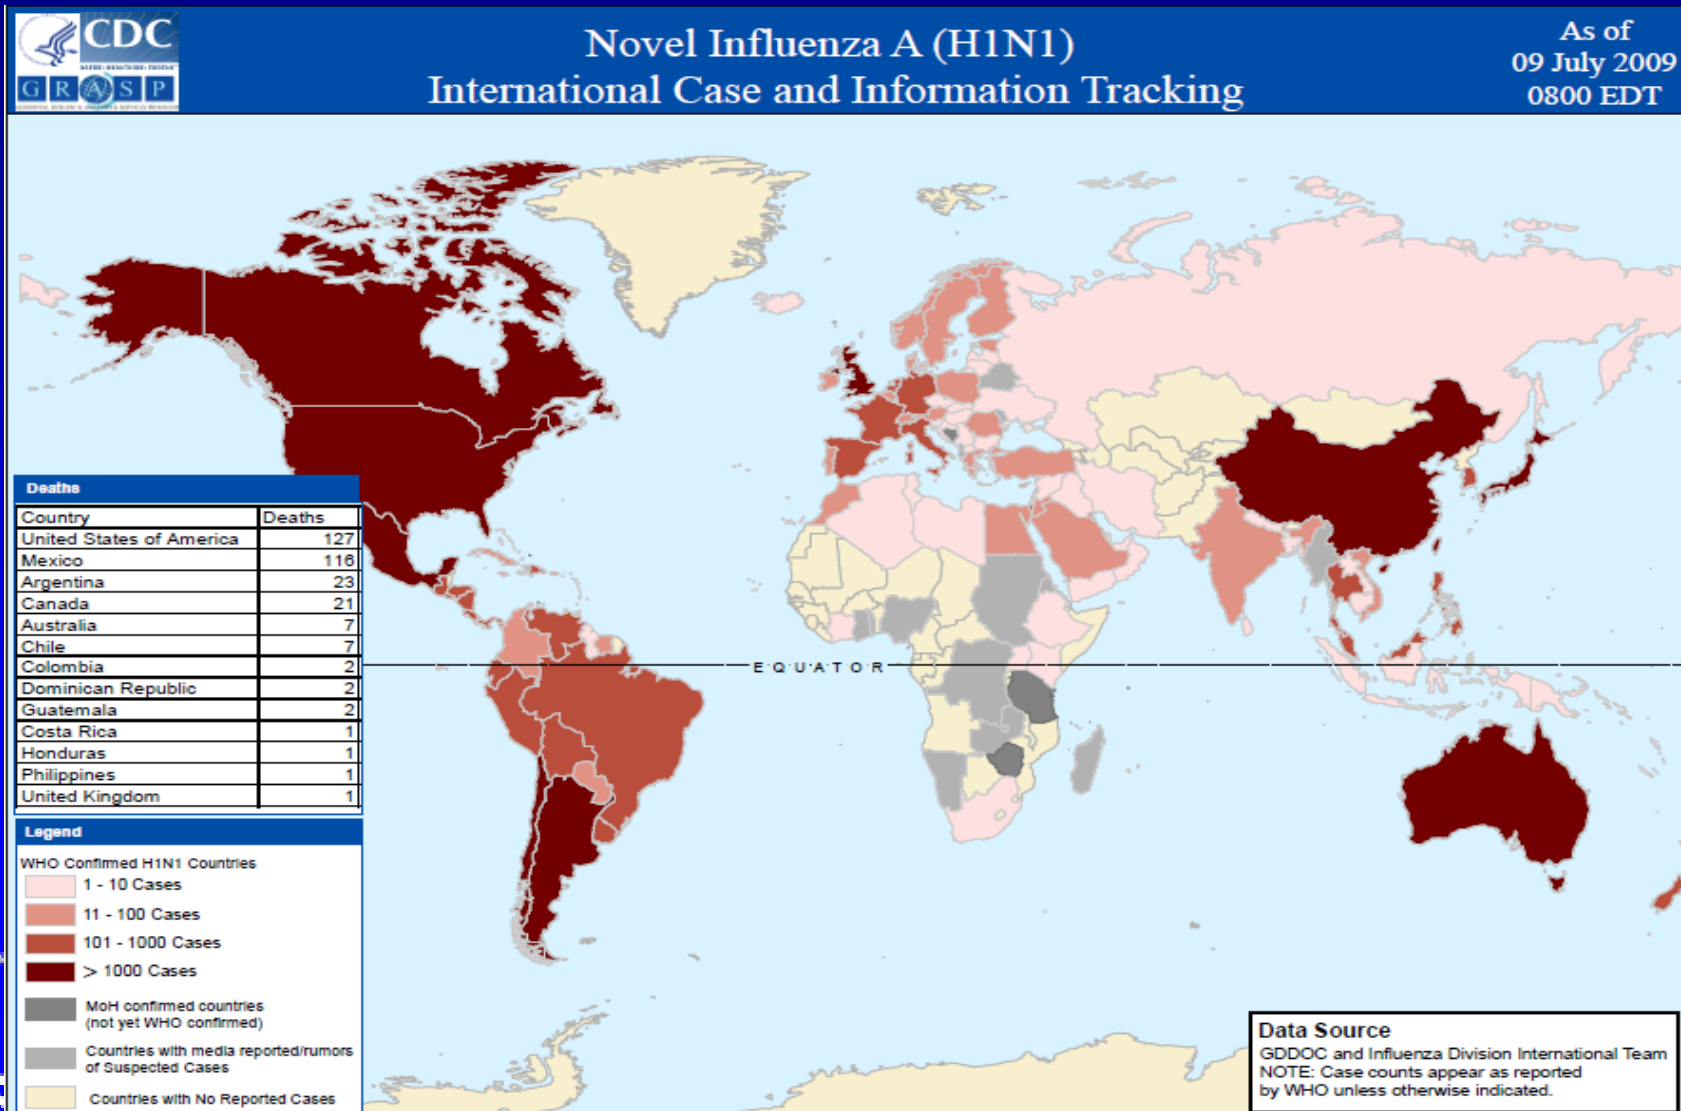 CDC
GRASP
Novel Influenza A (H1N1)
International Case and Information Tracking
As of
09 July 2009
0800 EDT
EQUATOR
Deaths
Country Deaths
United States of America 127
Mexico 116
Argentina 23
Canada 21
Australia 7
Chile 7
Colombia 2
Dominican Republic 2
Guatemala 2
Costa Rica 1
Honduras 1
Philippines 1
United Kingdom 1
Legend
WHO Confirmed H1N1 Countries
1 - 10 Cases
11 - 100 Cases
101 - 1000 Cases
> 1000 Cases
MoH confirmed countries
(not yet WHO confirmed)
Countries with media reported/rumors
of Suspected Cases
Countries with No Reported Cases
Data Source
GDDOC and Influenza Division International Team
NOTE: Case counts appear as reported
by WHO unless otherwise indicated.